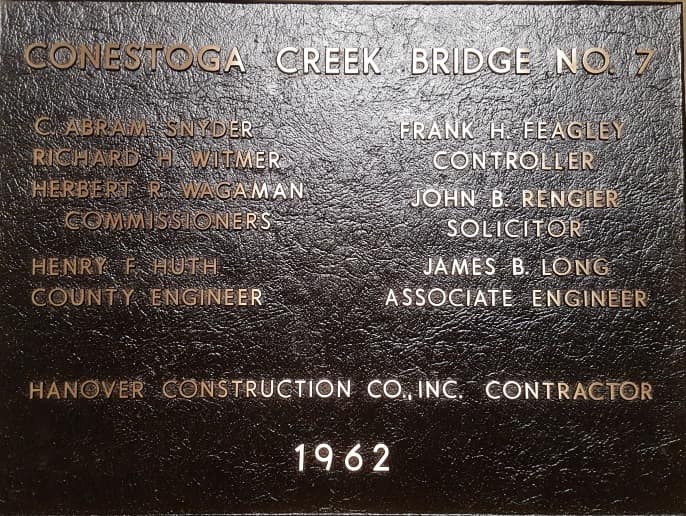 CONESTOGA CREEK BRIDGE NO. 7
C. ABRAM SNYDER
RICHARD H. WITMER
HERBERT R. WAGAMAN
COMMISSIONERS
HENRY F. HUTH
COUNTY ENGINEER
FRANK H. FEAGLEY
CONTROLLER
JOHN B. RENGIER
SOLICITOR
JAMES B. LONG
ASSOCIATE ENGINEER
HANOVER CONSTRUCTION CO., INC. CONTRACTOR
1962